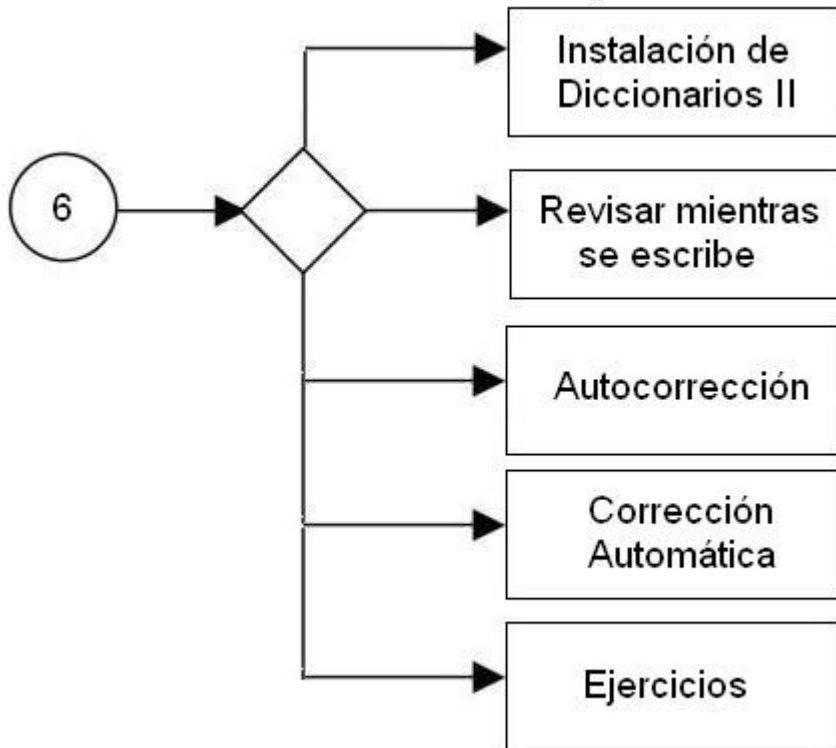 Instalación de
Diccionarios II
6
Revisar mientras
se escribe
Autocorrección
Corrección
Automática
Ejercicios